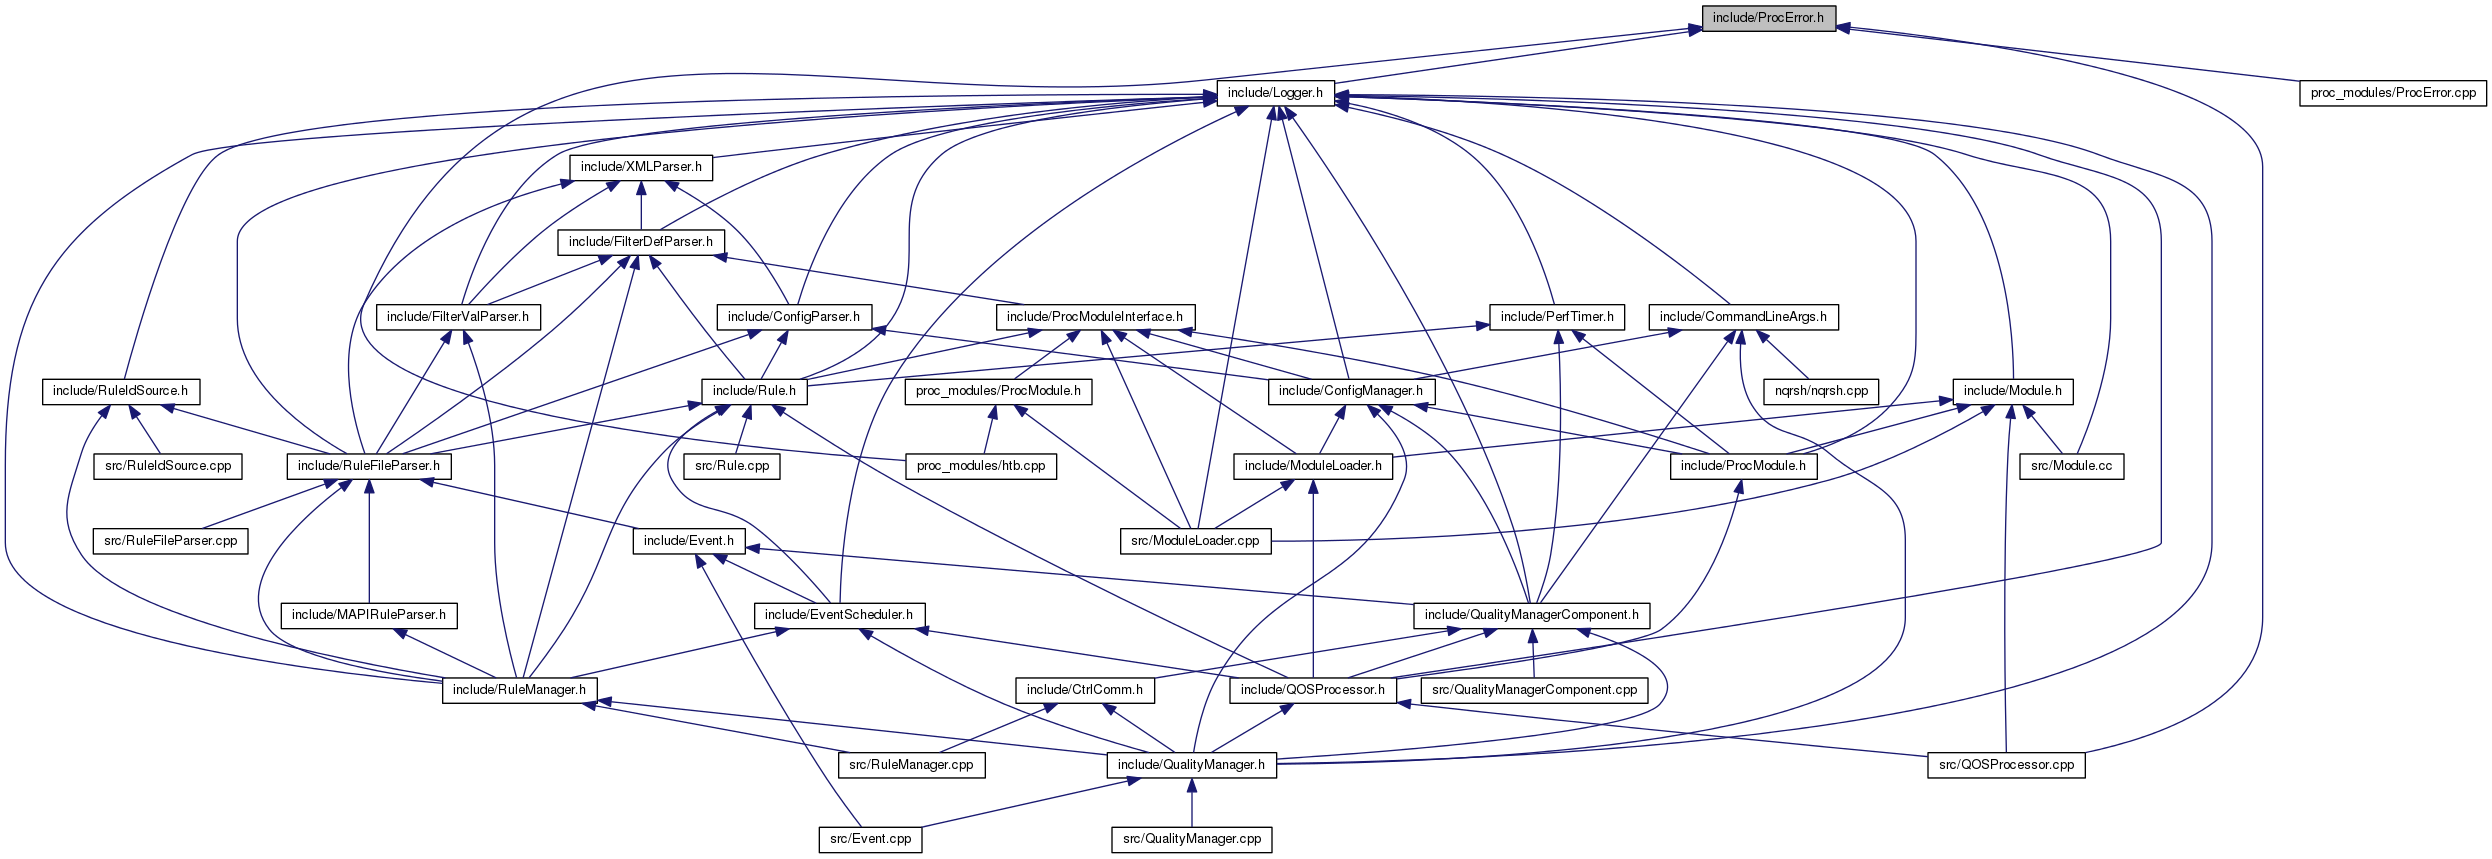 include/ProcError.h
include/Logger.h
proc_modules/ProcError.cpp
include/XMLParser.h
include/FilterDefParser.h
include/FilterValParser.h
include/ConfigParser.h
include/ProcModuleInterface.h
include/PerfTimer.h
include/CommandLineArgs.h
include/RuleIdSource.h
include/Rule.h
proc_modules/ProcModule.h
include/ConfigManager.h
nqrsh/nqrsh.cpp
include/Module.h
src/RuleIdSource.cpp
include/RuleFileParser.h
src/Rule.cpp
proc_modules/htb.cpp
include/ModuleLoader.h
include/ProcModule.h
src/Module.cc
src/RuleFileParser.cpp
include/Event.h
src/ModuleLoader.cpp
include/MAPIRuleParser.h
include/EventScheduler.h
include/QualityManagerComponent.h
include/RuleManager.h
include/CtrlComm.h
include/QOSProcessor.h
src/QualityManagerComponent.cpp
src/RuleManager.cpp
include/QualityManager.h
src/QOSProcessor.cpp
src/Event.cpp
src/QualityManager.cpp